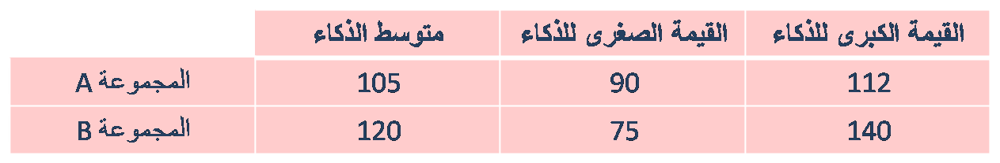 متوسط الذكاء القيمة الصغرى للذكاء القيمة الكبرى للذكاء
المجموعة A 105 90 112
المجموعة B 120 75 140